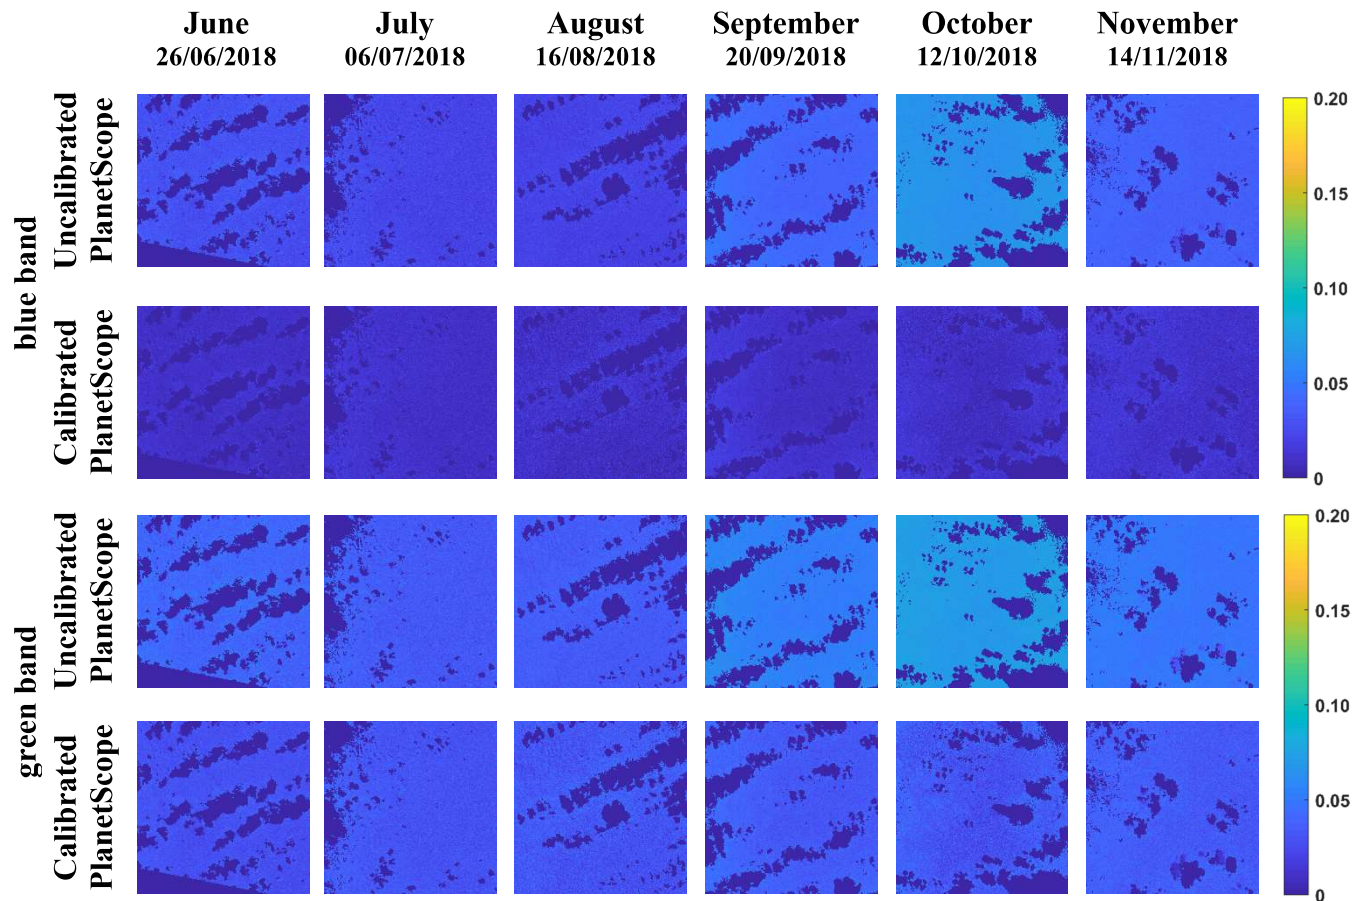 June
26/06/2018
July
06/07/2018
August
16/08/2018
September
20/09/2018
October
12/10/2018
November
14/11/2018
blue band
Uncalibrated
PlanetScope
Calibrated
PlanetScope
0.20
0.15
0.10
0.05
0
green band
Uncalibrated
PlanetScope
Calibrated
PlanetScope
0.20
0.15
0.10
0.05
0